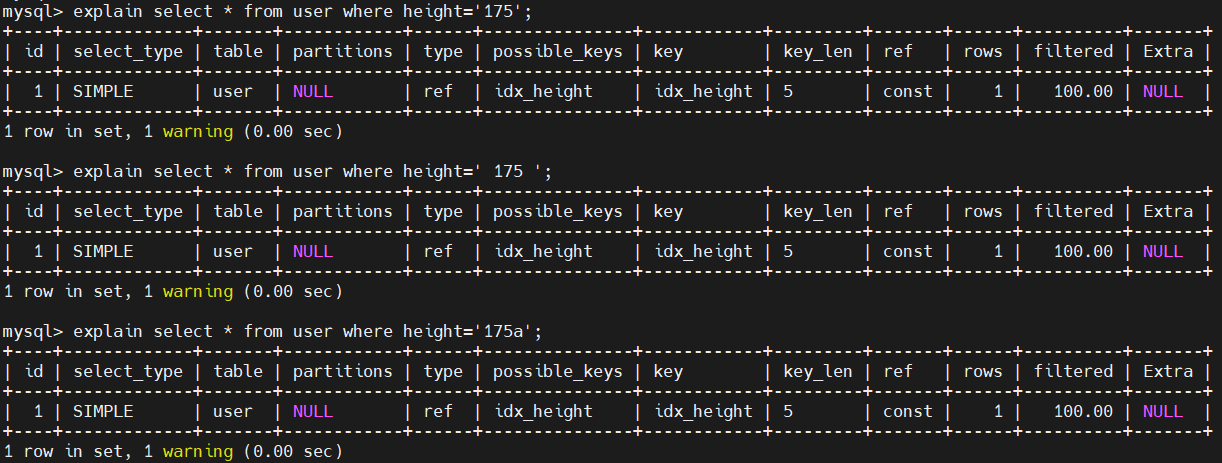 mysql> explain select * from user where height='175';
+----+-------------+-------+------------+------+---------------+------------+---------+-------+------+----------+-------+
| id | select_type | table | partitions | type | possible_keys | key        | key_len | ref   | rows | filtered | Extra |
+----+-------------+-------+------------+------+---------------+------------+---------+-------+------+----------+-------+
|  1 | SIMPLE      | user  | NULL       | ref  | idx_height    | idx_height | 5       | const |    1 |   100.00 | NULL  |
+----+-------------+-------+------------+------+---------------+------------+---------+-------+------+----------+-------+
1 row in set, 1 warning (0.00 sec)

mysql> explain select * from user where height=' 175 ';
+----+-------------+-------+------------+------+---------------+------------+---------+-------+------+----------+-------+
| id | select_type | table | partitions | type | possible_keys | key        | key_len | ref   | rows | filtered | Extra |
+----+-------------+-------+------------+------+---------------+------------+---------+-------+------+----------+-------+
|  1 | SIMPLE      | user  | NULL       | ref  | idx_height    | idx_height | 5       | const |    1 |   100.00 | NULL  |
+----+-------------+-------+------------+------+---------------+------------+---------+-------+------+----------+-------+
1 row in set, 1 warning (0.00 sec)

mysql> explain select * from user where height='175a';
+----+-------------+-------+------------+------+---------------+------------+---------+-------+------+----------+-------+
| id | select_type | table | partitions | type | possible_keys | key        | key_len | ref   | rows | filtered | Extra |
+----+-------------+-------+------------+------+---------------+------------+---------+-------+------+----------+-------+
|  1 | SIMPLE      | user  | NULL       | ref  | idx_height    | idx_height | 5       | const |    1 |   100.00 | NULL  |
+----+-------------+-------+------------+------+---------------+------------+---------+-------+------+----------+-------+
1 row in set, 1 warning (0.00 sec)